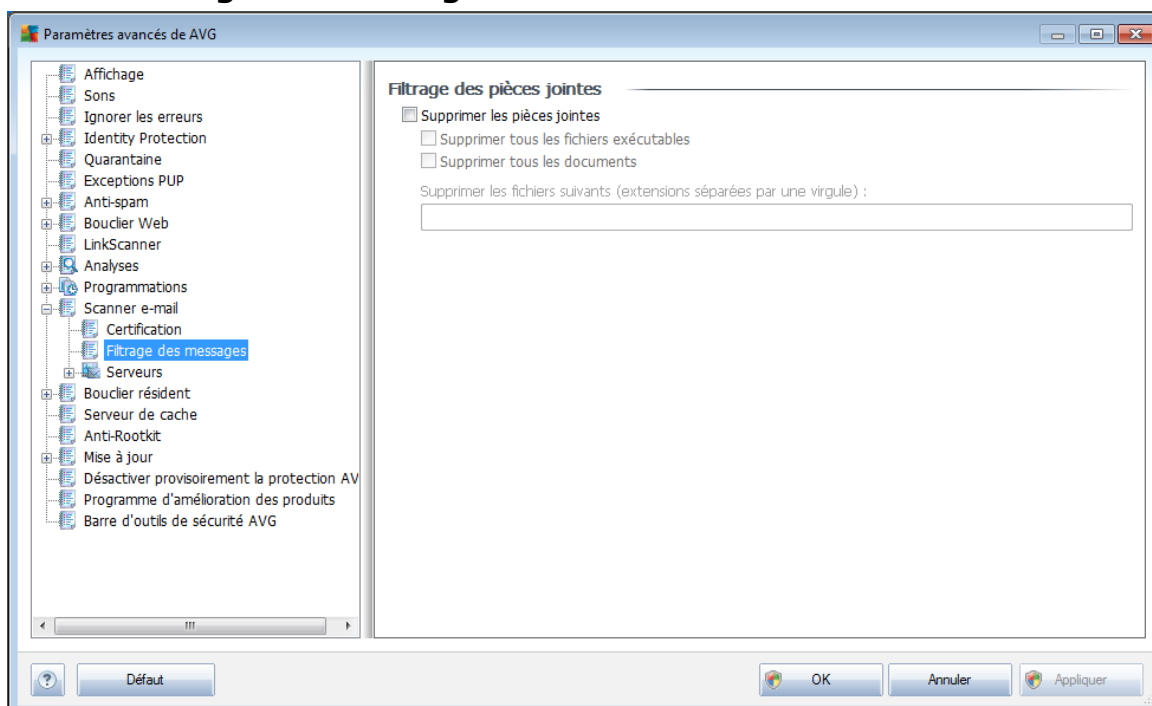 Paramètres avancés de AVG
Affichage
Sons
Ignorer les erreurs
Identity Protection
Quarantaine
Exceptions PUP
Anti-spam
Bouclier Web
LinkScanner
Analyses
Programmations
Scanner e-mail
Certification
Filtrage des messages
Serveurs
Bouclier résident
Serveur de cache
Anti-Rootkit
Mise à jour
Désactiver provisoirement la protection AV
Programme d'amélioration des produits
Barre d'outils de sécurité AVG
Filtrage des pièces jointes
Supprimer les pièces jointes
Supprimer tous les fichiers exécutables
Supprimer tous les documents
Supprimer les fichiers suivants (extensions séparées par une virgule) :
Défaut
OK
Annuler
Appliquer